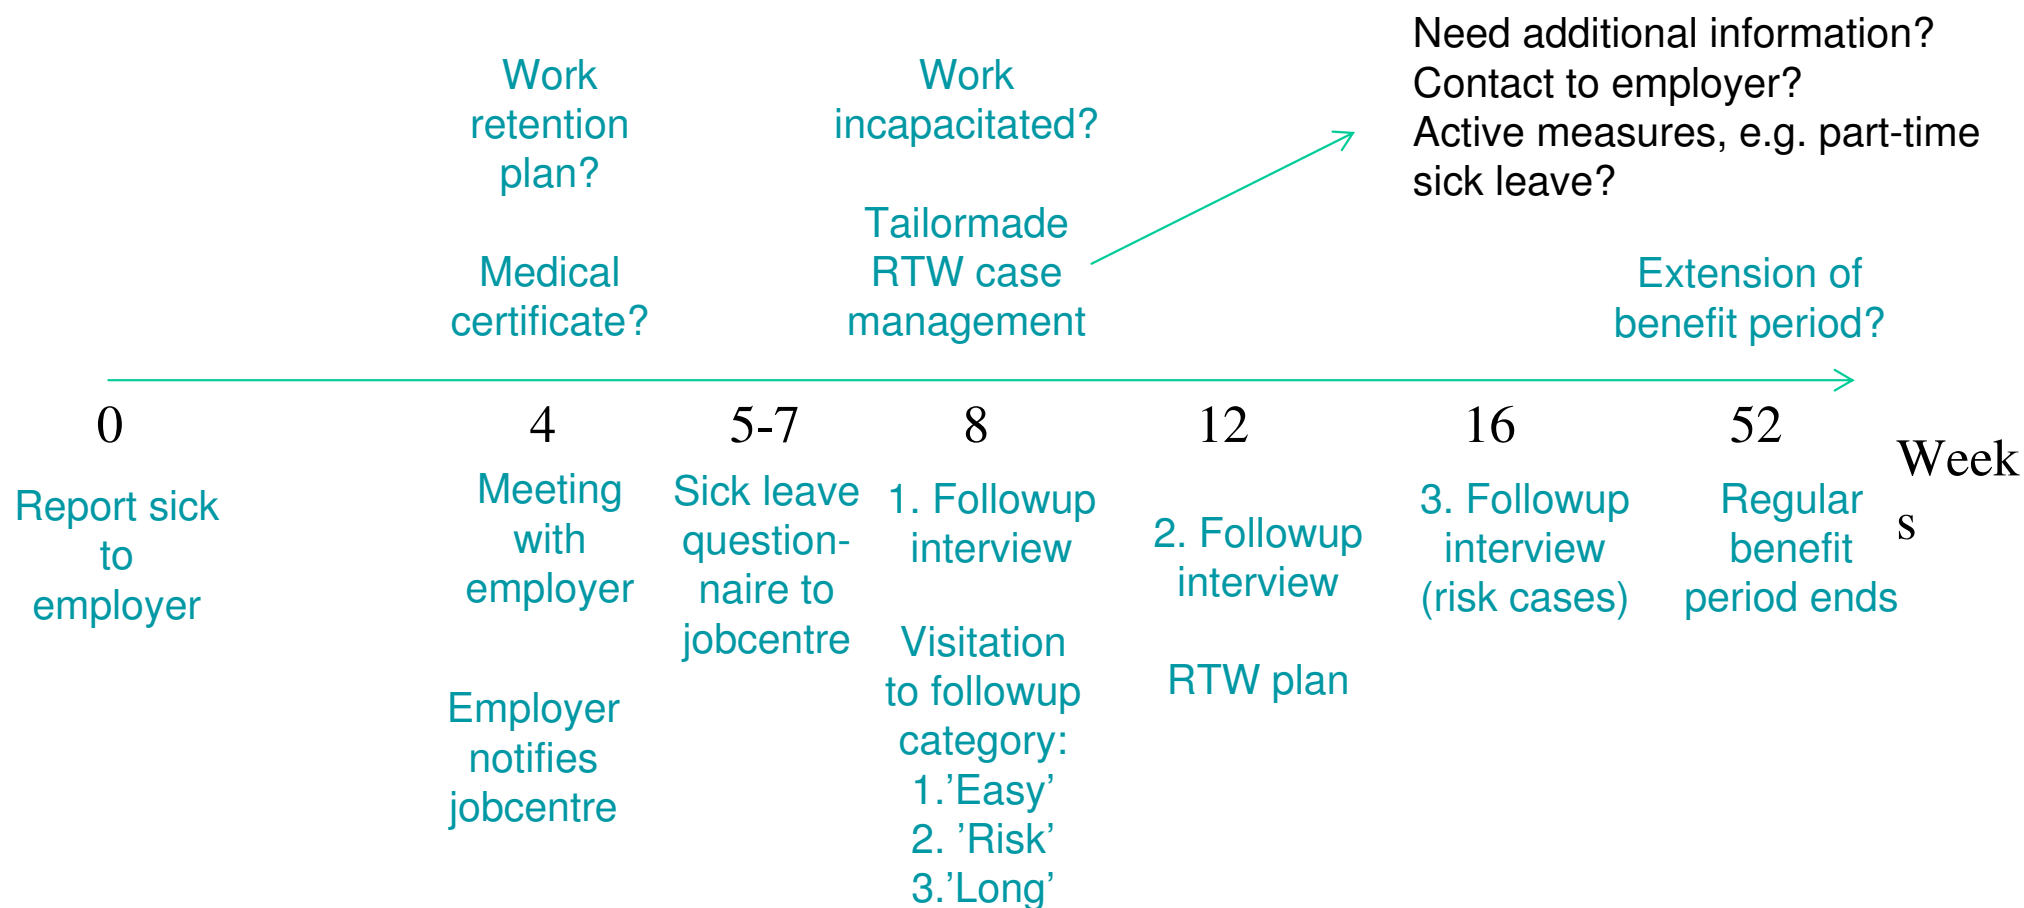 Need additional information?
Contact to employer?
Active measures, e.g. part-time
sick leave?
Work
retention
plan?
Medical
certificate?
Work
incapacitated?
Tailormade
RTW case
management
Extension of
benefit period?
0
4
5-7
8
12
16
52
Week
s
Report sick
to
employer
Meeting
with
employer
Employer
notifies
jobcentre
Sick leave
question-
naire to
jobcentre
1. Followup
interview
Visitation
to followup
category:
1.’Easy’
2. ’Risk’
3.’Long’
2. Followup
interview
RTW plan
3. Followup
interview
(risk cases)
Regular
benefit
period ends